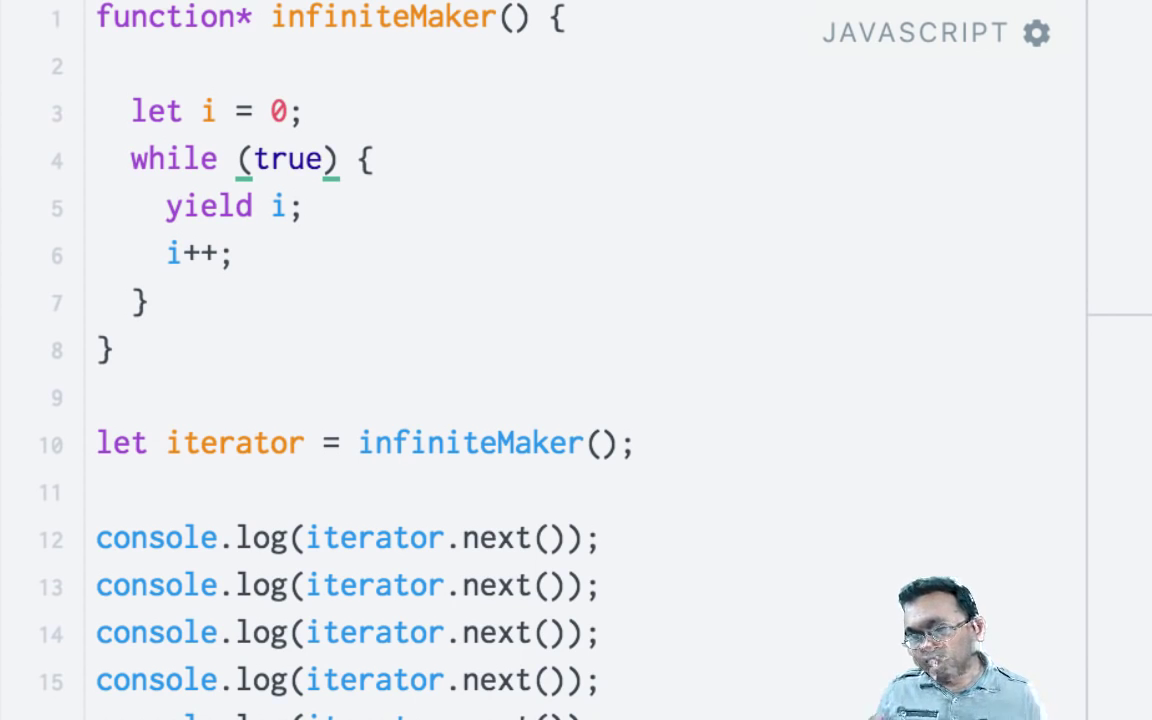 JAVASCRIPT
1 function* infiniteMaker() {
2
3 let i = 0;
4 while (true) {
5 yield i;
6 i++;
7 }
8 }
9
10 let iterator = infiniteMaker();
11
12 console.log(iterator.next());
13 console.log(iterator.next());
14 console.log(iterator.next());
15 console.log(iterator.next());